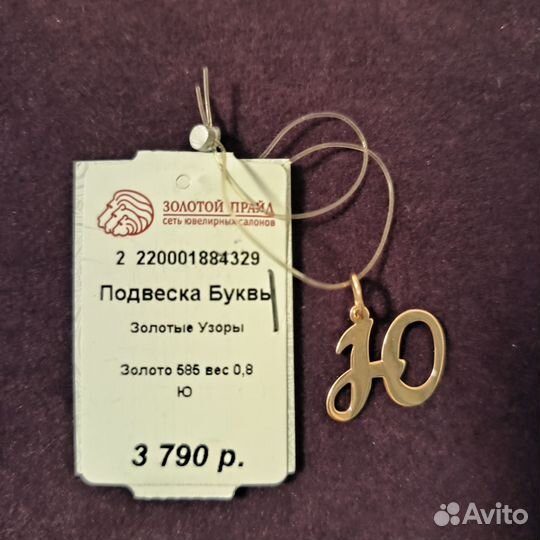 ЗОЛОТОЙ ПРАЙД
сеть ювелирных салонов
2 220001884329
Подвеска Буквы
Золотые Узоры
Золото 585 вес 0,8
Ю
3 790 р.
Ю
Avito